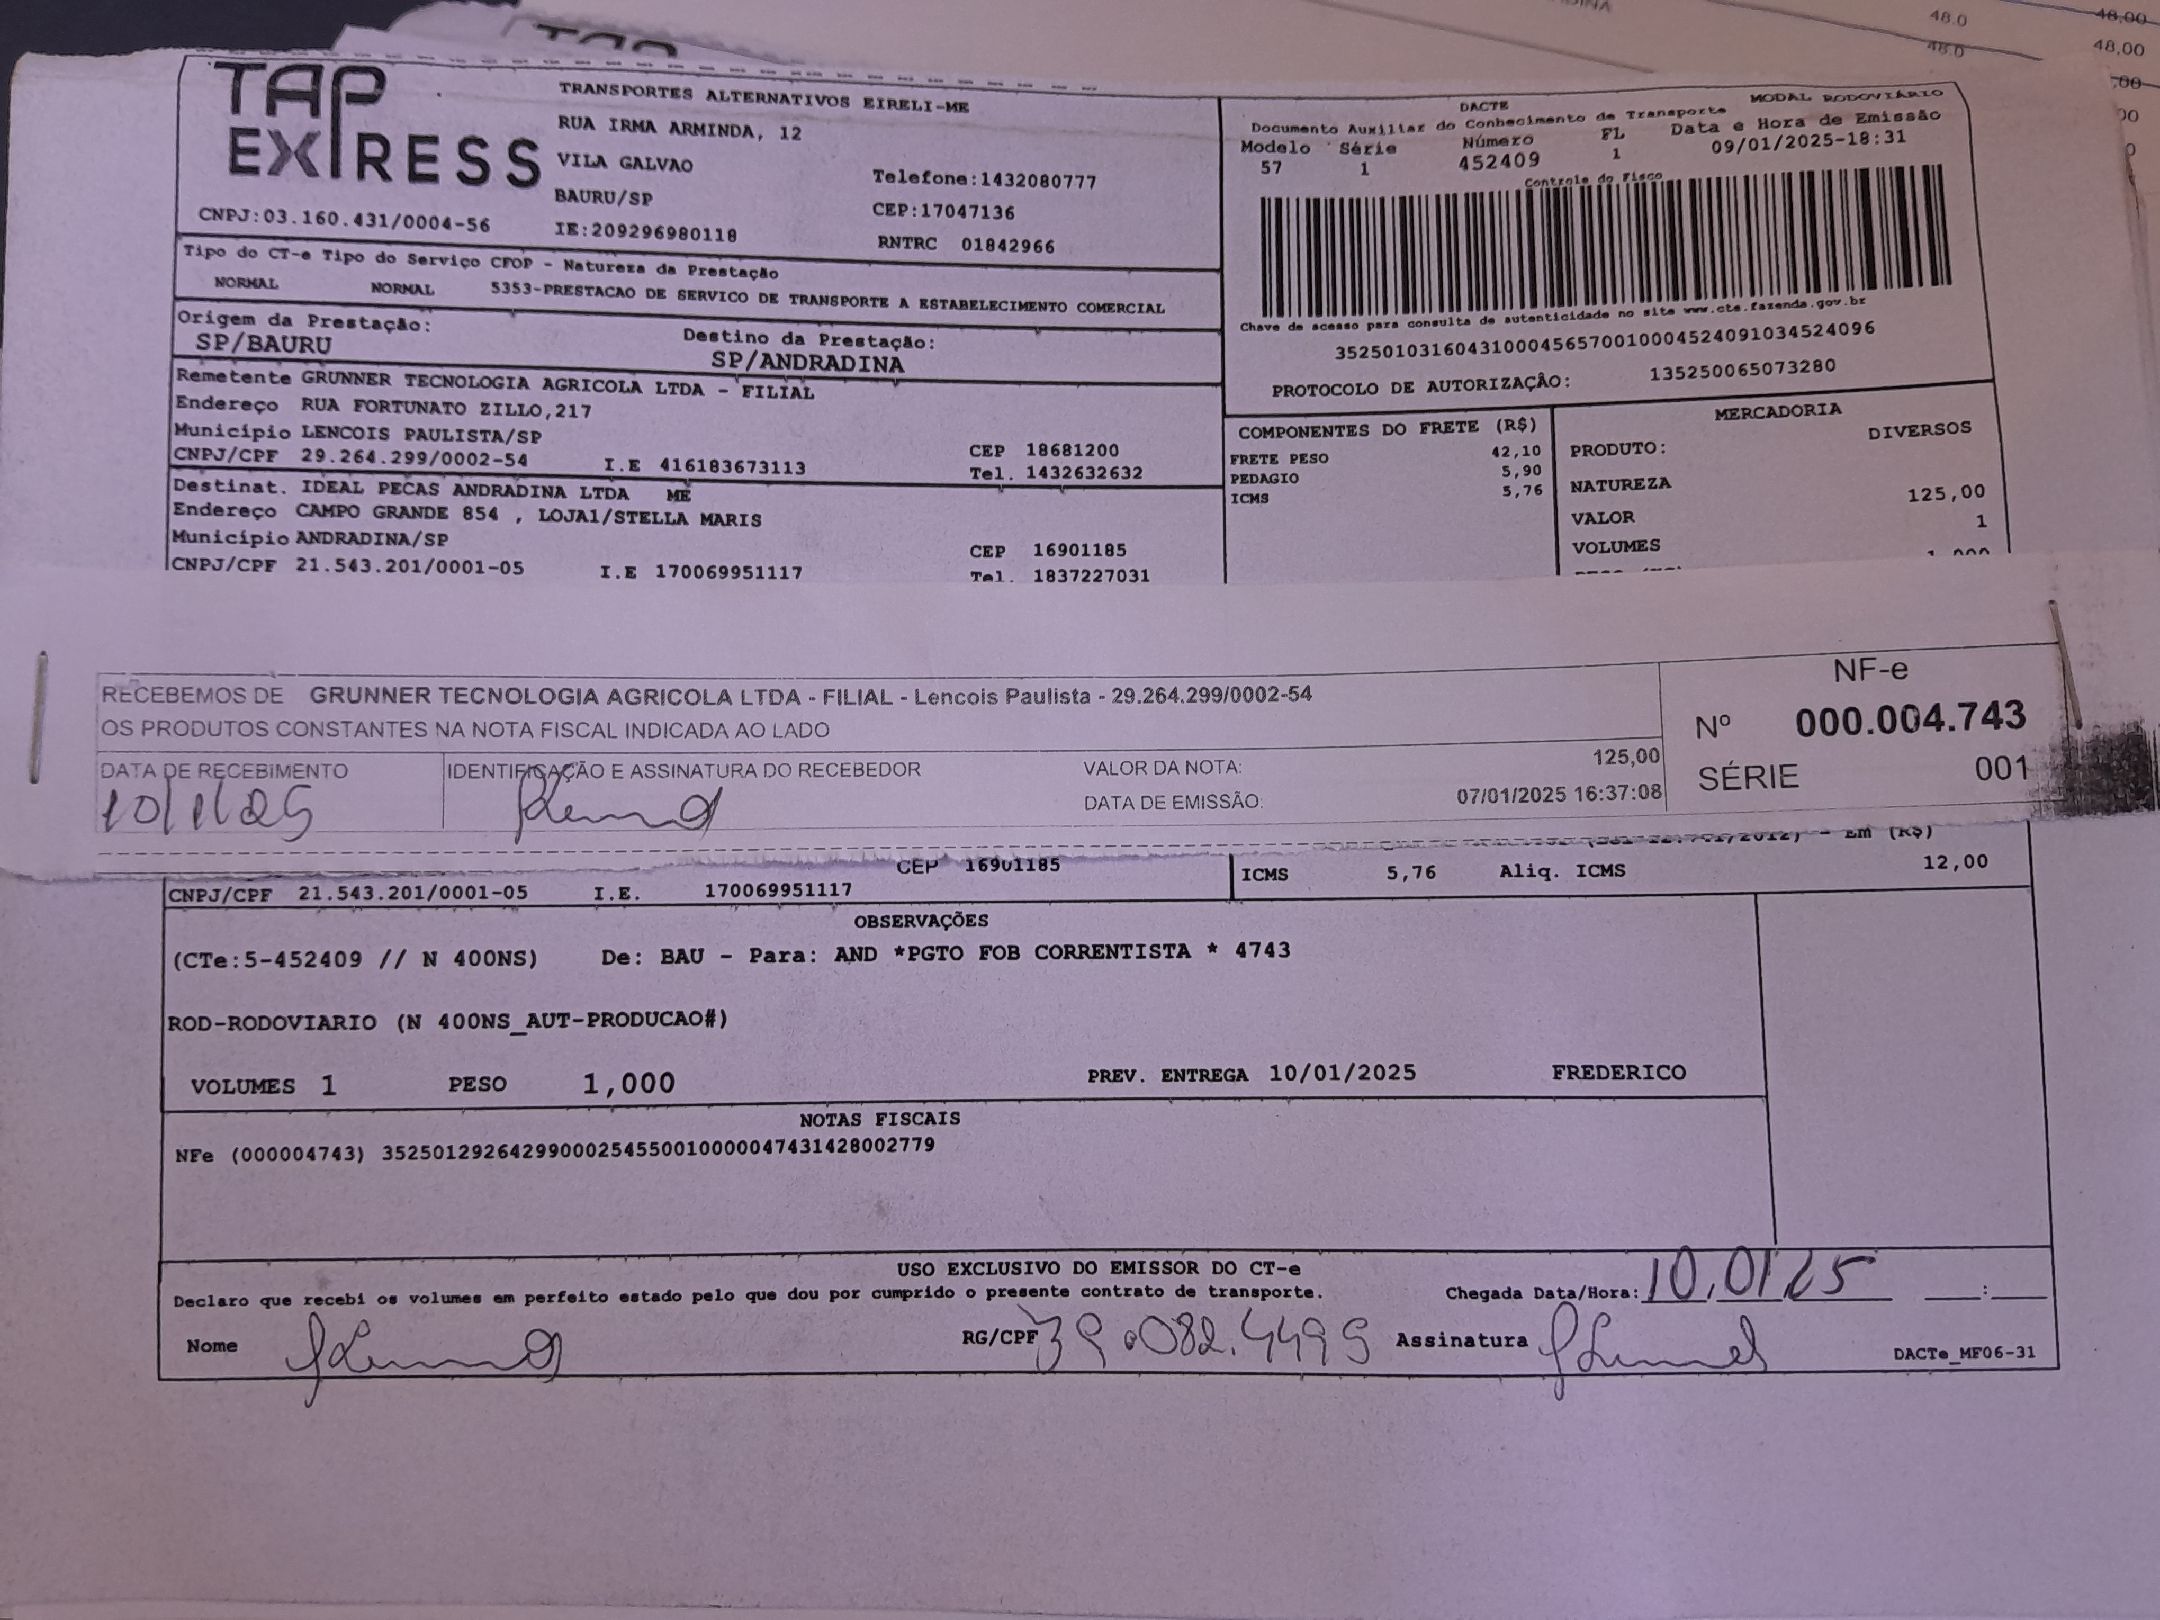 48.0 48,00
48.0 48,00
TAP EXPRESS
TRANSPORTES ALTERNATIVOS EIRELI-ME
RUA IRMA ARMINDA, 12
VILA GALVAO
BAURU/SP
Telefone:1432080777
CEP:17047136
CNPJ:03.160.431/0004-56 IE:209296980118 RNTRC 01842966
DACTE MODAL RODOVIÁRIO
Documento Auxiliar do Conhecimento de Transporte
Modelo Série Número FL Data e Hora de Emissão
57 1 452409 1 09/01/2025-18:31
Controle do Fisco
Chave de acesso para consulta de autenticidade no site www.cte.fazenda.gov.br
35250103160431000456570010004524091034524096
PROTOCOLO DE AUTORIZAÇÃO: 135250065073280
Tipo do CT-e Tipo do Serviço CFOP - Natureza da Prestação
NORMAL NORMAL 5353-PRESTACAO DE SERVICO DE TRANSPORTE A ESTABELECIMENTO COMERCIAL
Origem da Prestação: Destino da Prestação:
SP/BAURU SP/ANDRADINA
Remetente GRUNNER TECNOLOGIA AGRICOLA LTDA - FILIAL
Endereço RUA FORTUNATO ZILLO,217
Município LENCOIS PAULISTA/SP CEP 18681200
CNPJ/CPF 29.264.299/0002-54 I.E 416183673113 Tel. 1432632632
Destinat. IDEAL PECAS ANDRADINA LTDA ME
Endereço CAMPO GRANDE 854 , LOJA1/STELLA MARIS
Município ANDRADINA/SP CEP 16901185
CNPJ/CPF 21.543.201/0001-05 I.E 170069951117 Tel. 1837227031
COMPONENTES DO FRETE (R$)
FRETE PESO 42,10
PEDAGIO 5,90
ICMS 5,76
MERCADORIA
PRODUTO: DIVERSOS
NATUREZA
VALOR 125,00
VOLUMES 1
RECEBEMOS DE GRUNNER TECNOLOGIA AGRICOLA LTDA - FILIAL - Lencois Paulista - 29.264.299/0002-54
OS PRODUTOS CONSTANTES NA NOTA FISCAL INDICADA AO LADO
DATA DE RECEBIMENTO IDENTIFICAÇÃO E ASSINATURA DO RECEBEDOR
10/1/25
VALOR DA NOTA: 125,00
DATA DE EMISSÃO: 07/01/2025 16:37:08
NF-e
Nº 000.004.743
SÉRIE 001
- Em (R$)
CEP 16901185
ICMS 5,76 Aliq. ICMS 12,00
CNPJ/CPF 21.543.201/0001-05 I.E. 170069951117
OBSERVAÇÕES
(CTe:5-452409 // N 400NS) De: BAU - Para: AND *PGTO FOB CORRENTISTA * 4743
ROD-RODOVIARIO (N 400NS_AUT-PRODUCAO#)
VOLUMES 1 PESO 1,000 PREV. ENTREGA 10/01/2025 FREDERICO
NOTAS FISCAIS
NFe (000004743) 35250129264299000254550010000047431428002779
USO EXCLUSIVO DO EMISSOR DO CT-e
Declaro que recebi os volumes em perfeito estado pelo que dou por cumprido o presente contrato de transporte. Chegada Data/Hora: 10.01.25 :
Nome RG/CPF 39.082.449 9 Assinatura
DACTe_MF06-31